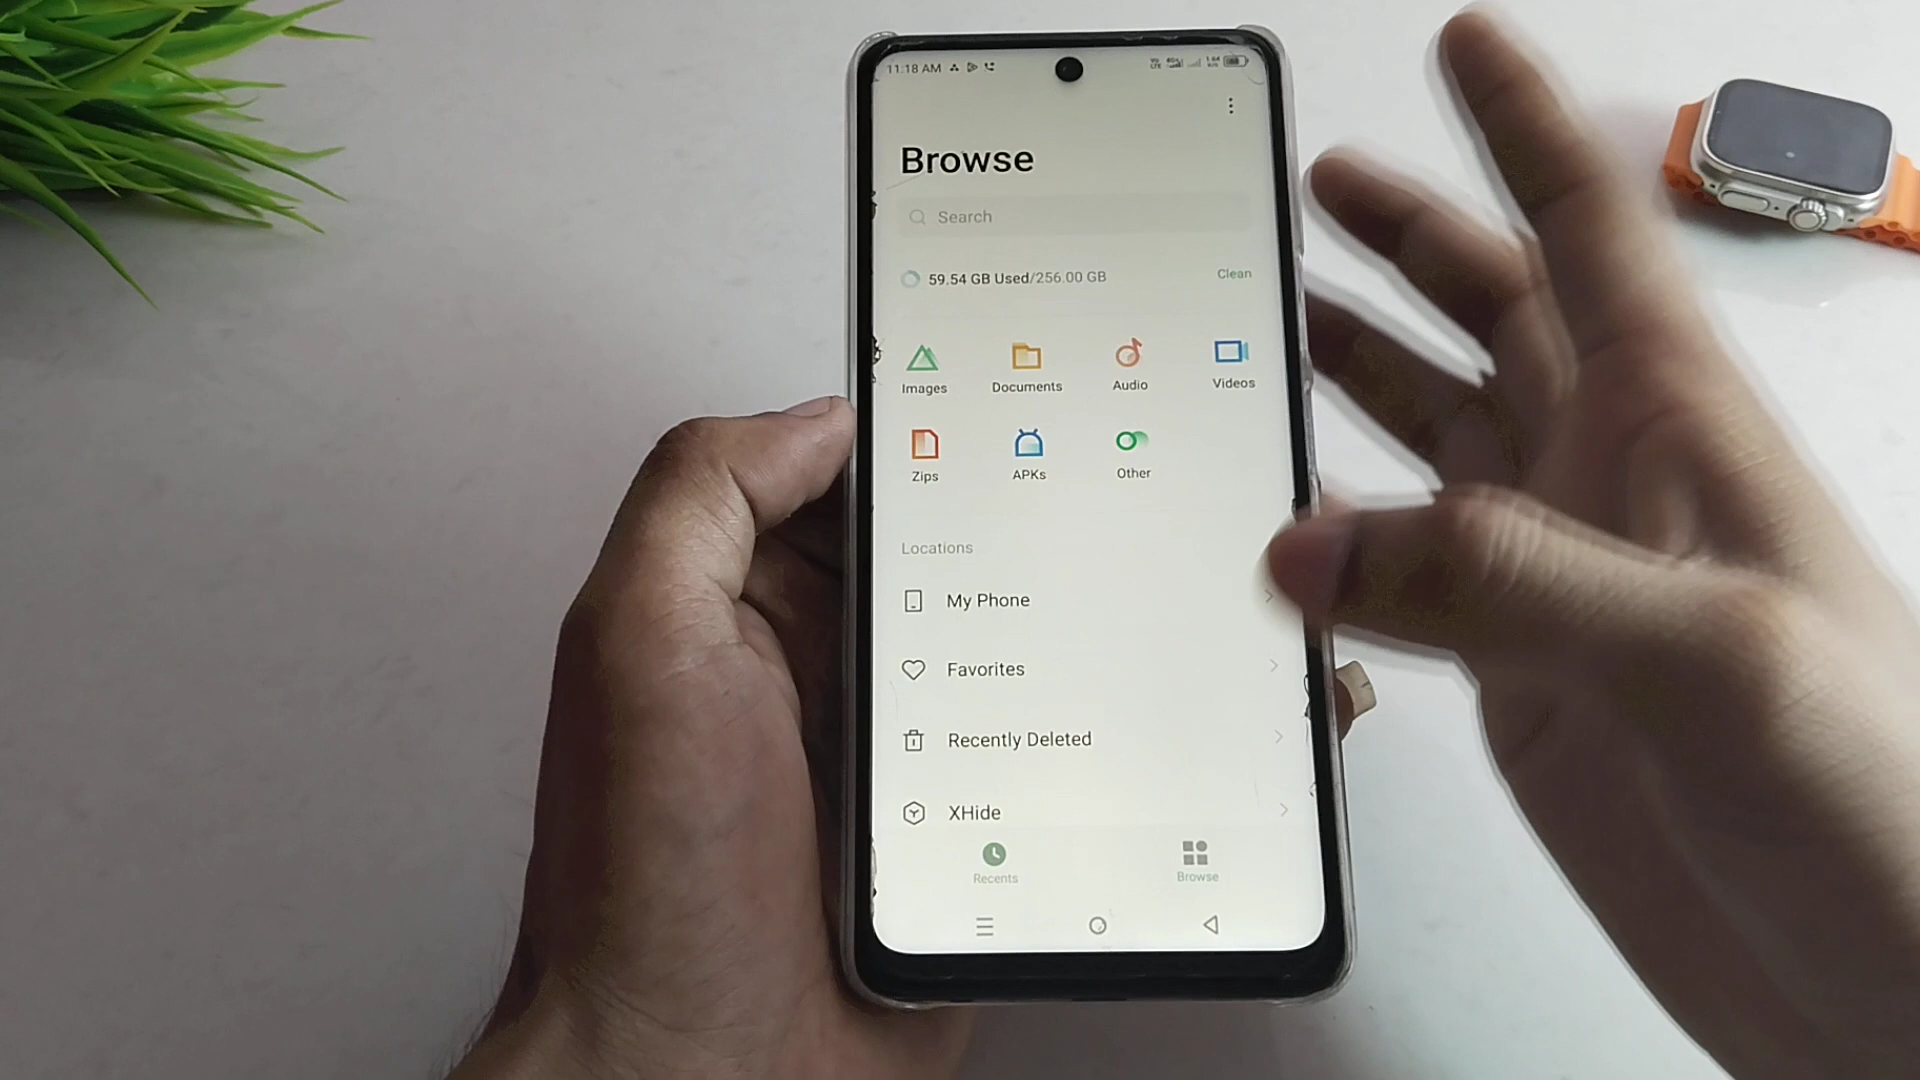 11:18 AM
Browse
Search
59.54 GB Used/256.00 GB
Clean
Images
Documents
Audio
Videos
Zips
APKs
Other
Locations
My Phone
Favorites
Recently Deleted
XHide
Recents
Browse